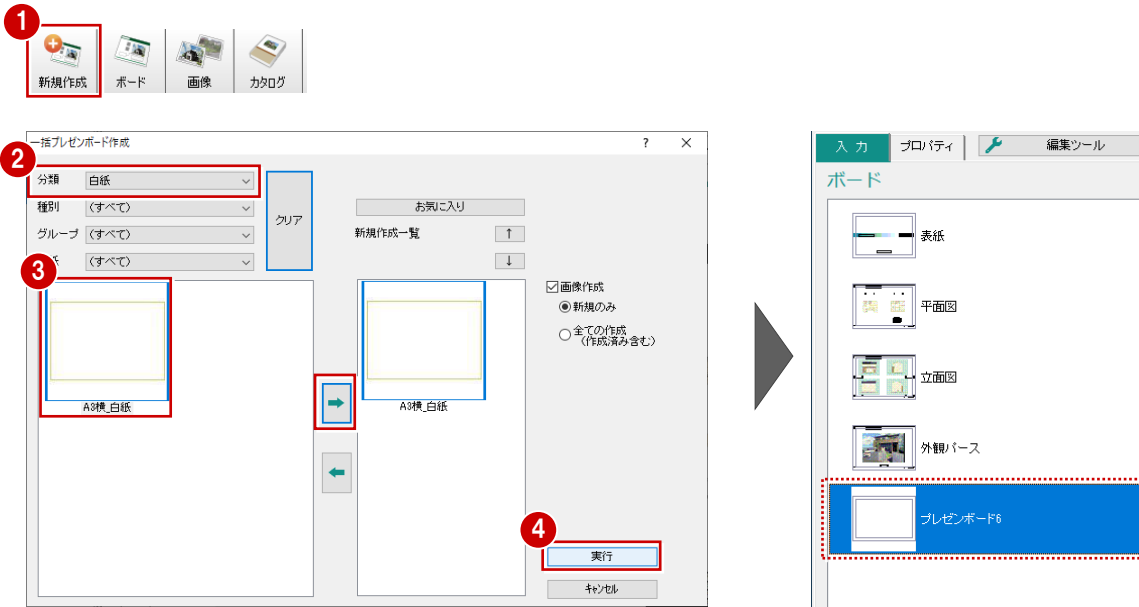 1
新規作成
ボード
画像
カタログ
一括プレゼンボード作成
? ×
2
分類 白紙
種別 (すべて)
グループ (すべて)
(すべて)
クリア
お気に入り
新規作成一覧 ↑
↓
3
A3横_白紙
A3横_白紙
画像作成
新規のみ
全ての作成
(作成済み含む)
4
実行
キャンセル
入 力
プロパティ
編集ツール
ボード
表紙
平面図
立面図
外観パース
プレゼンボード6